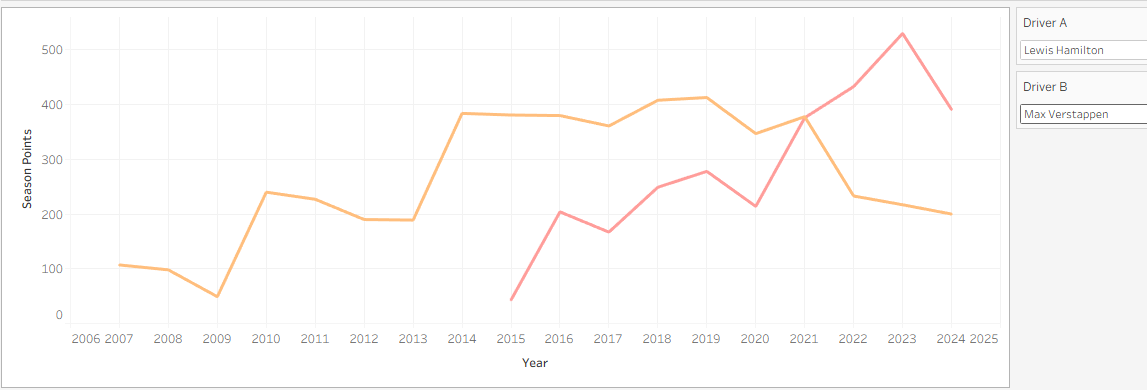 Driver A
Lewis Hamilton
Driver B
Max Verstappen
Season Points
500
400
300
200
100
0
2006 2007 2008 2009 2010 2011 2012 2013 2014 2015 2016 2017 2018 2019 2020 2021 2022 2023 2024 2025
Year